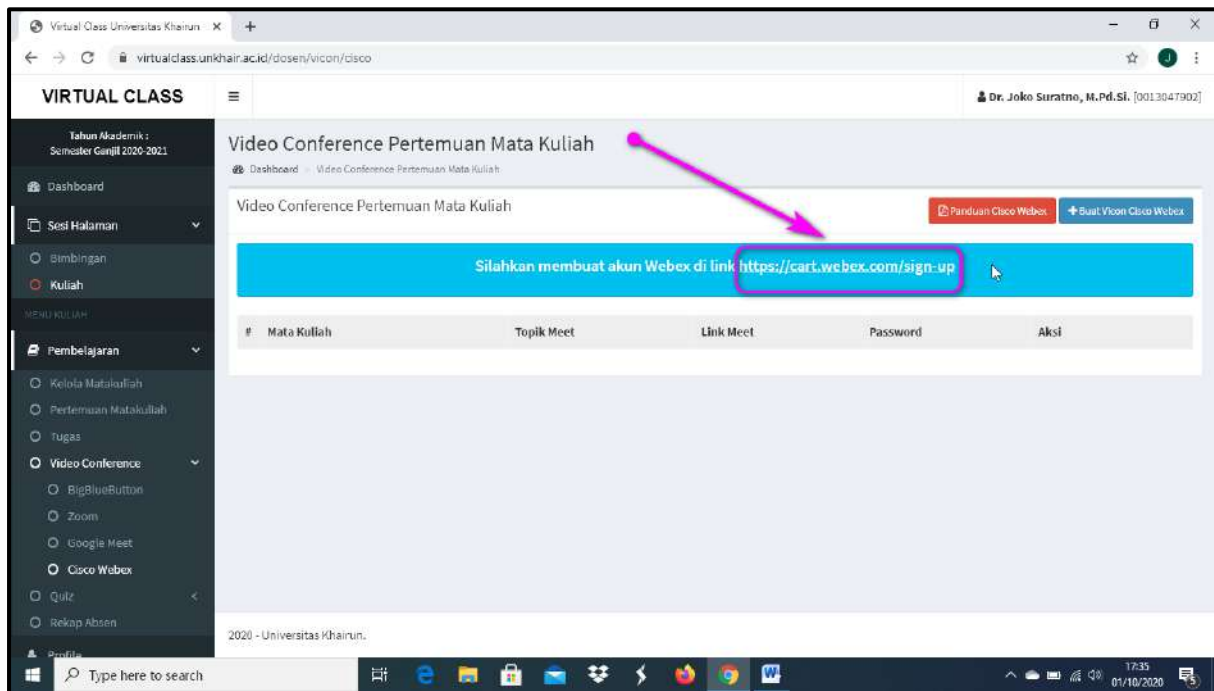 Virtual Class Universitas Khairun
virtualclass.unkhair.ac.id/dosen/vicon/cisco
J
VIRTUAL CLASS
Dr. Joko Suratno, M.Pd.Si. [0013047902]
Tahun Akademik :
Semester Ganjil 2020-2021
Dashboard
Sesi Halaman
Bimbingan
Kuliah
MENU KULIAH
Pembelajaran
Kelola Matakuliah
Pertemuan Matakuliah
Tugas
Video Conference
BigBlueButton
Zoom
Google Meet
Cisco Webex
Quiz
Rekap Absen
Profile
Video Conference Pertemuan Mata Kuliah
Dashboard > Video Conference Pertemuan Mata Kuliah
Video Conference Pertemuan Mata Kuliah
Panduan Cisco Webex
+ Buat Vicon Cisco Webex
Silahkan membuat akun Webex di link https://cart.webex.com/sign-up
# Mata Kuliah Topik Meet Link Meet Password Aksi
2020 - Universitas Khairun.
Type here to search
17:35
01/10/2020
5